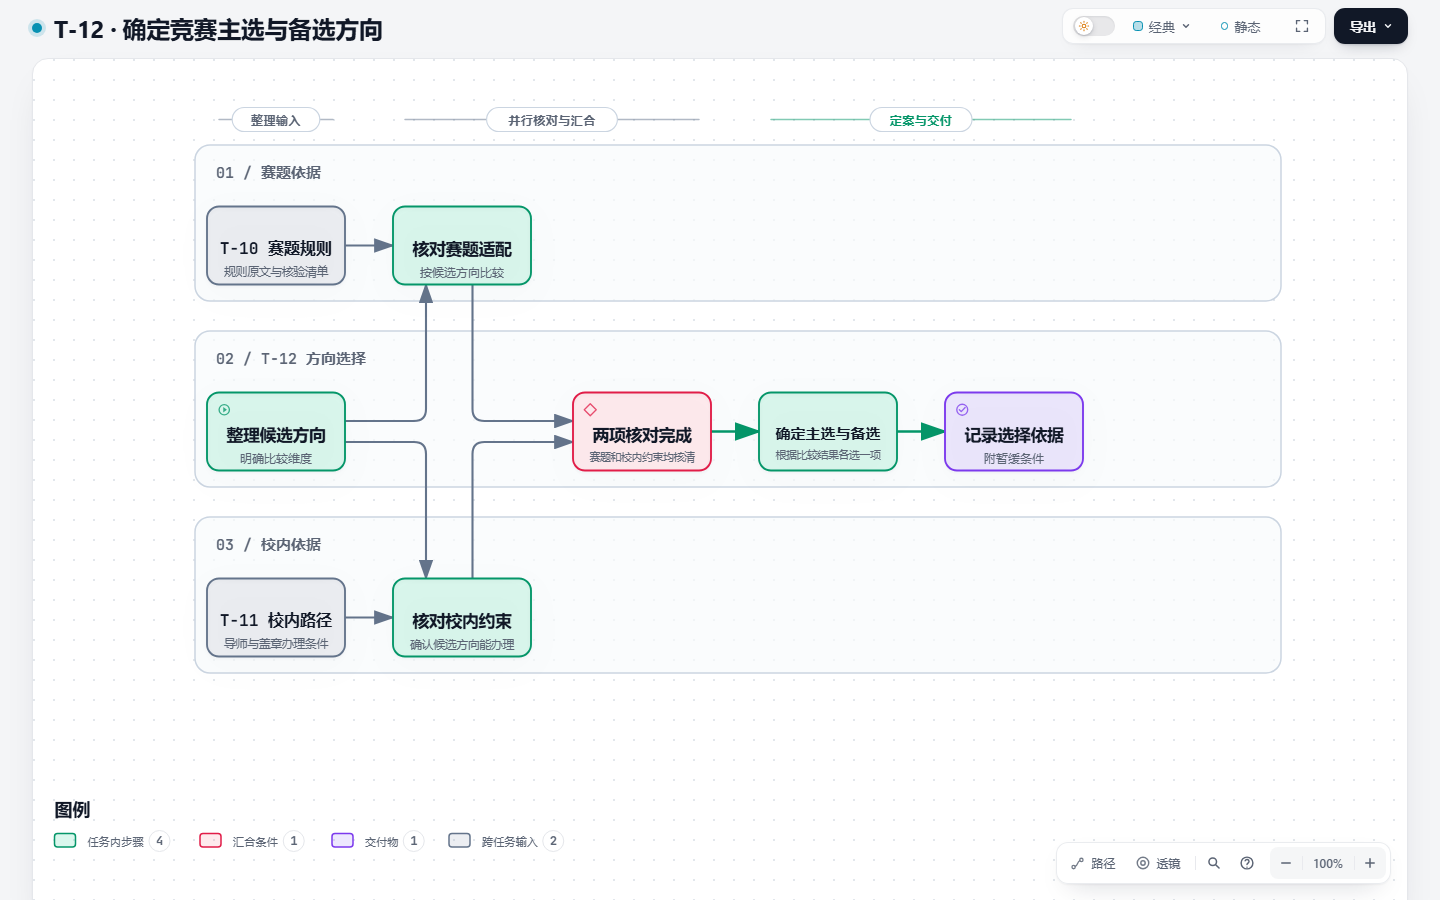 T-12 · 确定竞赛主选与备选方向
经典
静态
导出
整理输入
并行核对与汇合
定案与交付
01 / 赛题依据
T-10 赛题规则
规则原文与核验清单
核对赛题适配
按候选方向比较
02 / T-12 方向选择
整理候选方向
明确比较维度
两项核对完成
赛题和校内约束均核清
确定主选与备选
根据比较结果各选一项
记录选择依据
附暂缓条件
03 / 校内依据
T-11 校内路径
导师与盖章办理条件
核对校内约束
确认候选方向能办理
图例
任务内步骤 4
汇合条件 1
交付物 1
跨任务输入 2
路径
透镜
100%